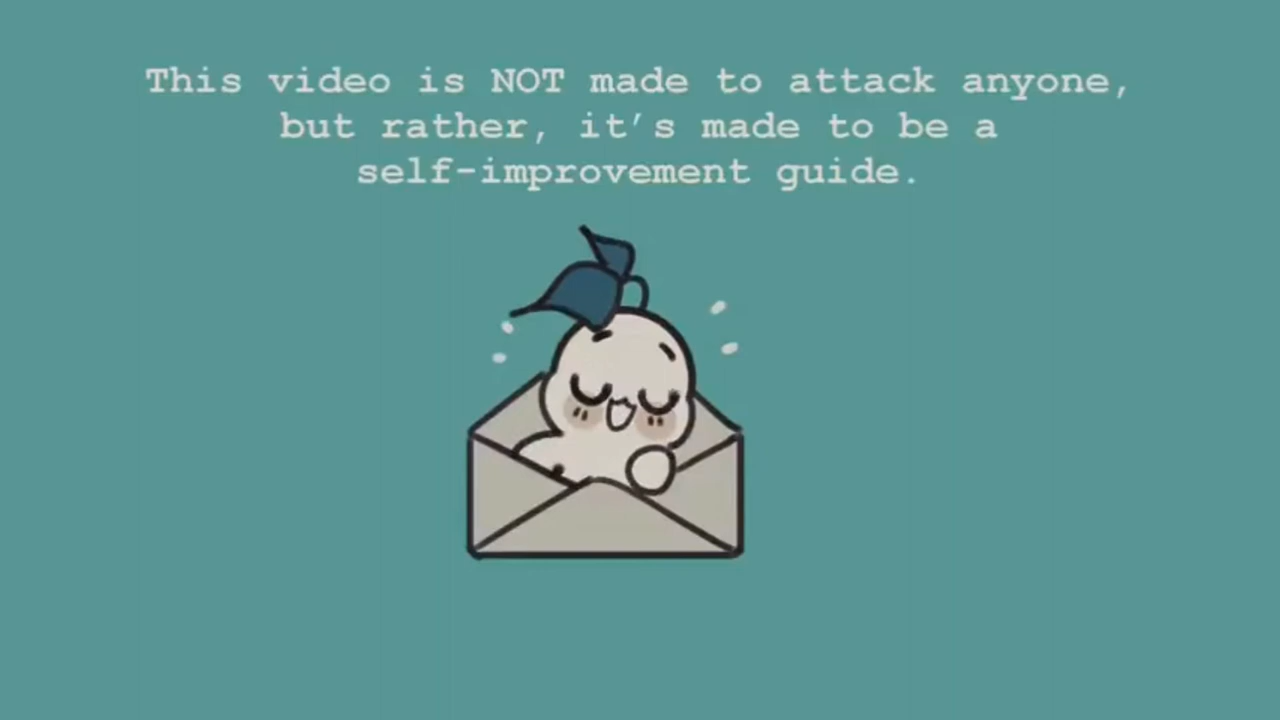 This video is NOT made to attack anyone,
but rather, it's made to be a
self-improvement guide.